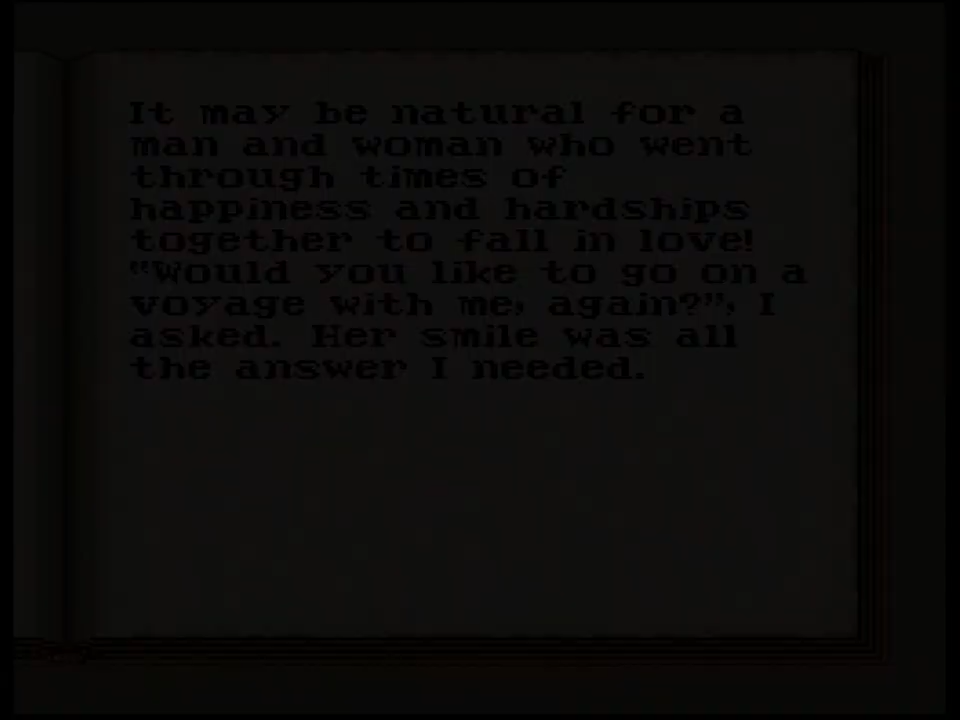 It may be natural for a
man and woman who went
through times of
happiness and hardships
together to fall in love!
“Would you like to go on a
voyage with me, again?”, I
asked. Her smile was all
the answer I needed.